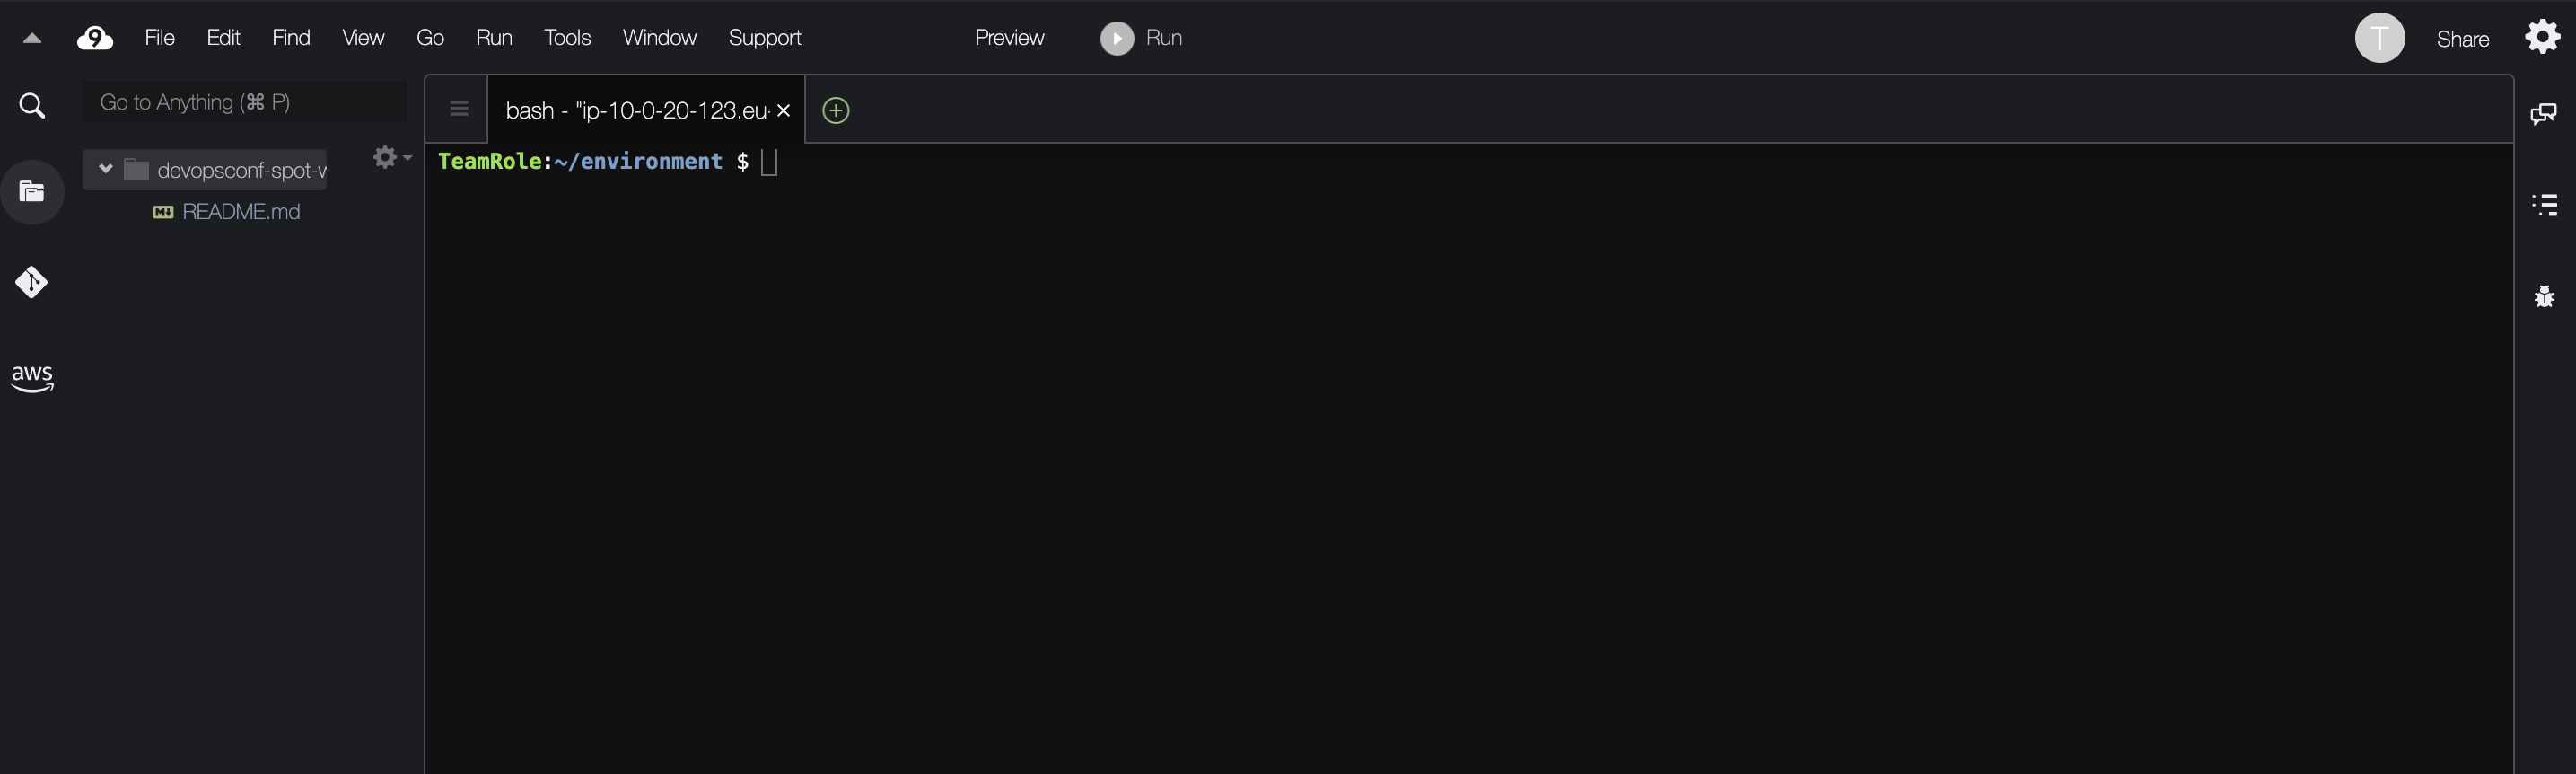 9 File Edit Find View Go Run Tools Window Support Preview Run T Share
Go to Anything (⌘ P)
bash - "ip-10-0-20-123.eu-
TeamRole:~/environment $
devopsconf-spot-w
README.md
aws